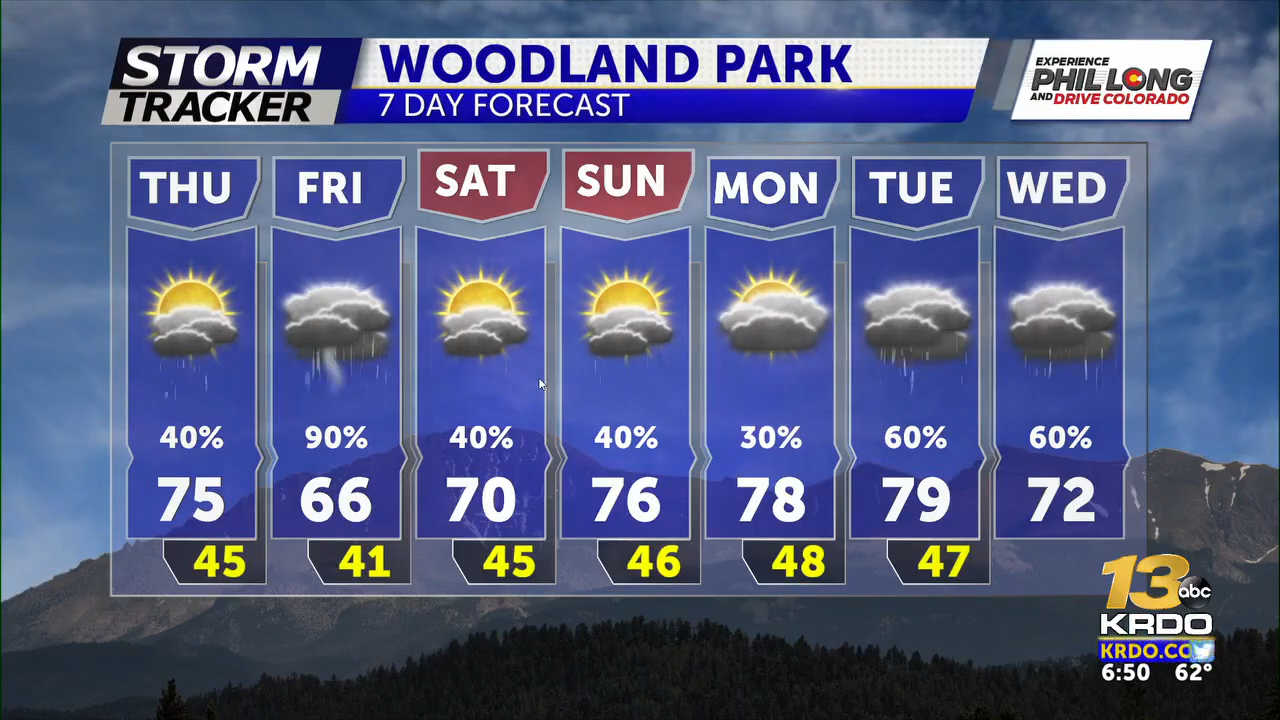 STORM
TRACKER
WOODLAND PARK
7 DAY FORECAST
EXPERIENCE
PHIL LONG
AND DRIVE COLORADO
THU FRI SAT SUN MON TUE WED
40% 90% 40% 40% 30% 60% 60%
75 66 70 76 78 79 72
45 41 45 46 48 47
13 abc
KRDO
6:50 62°